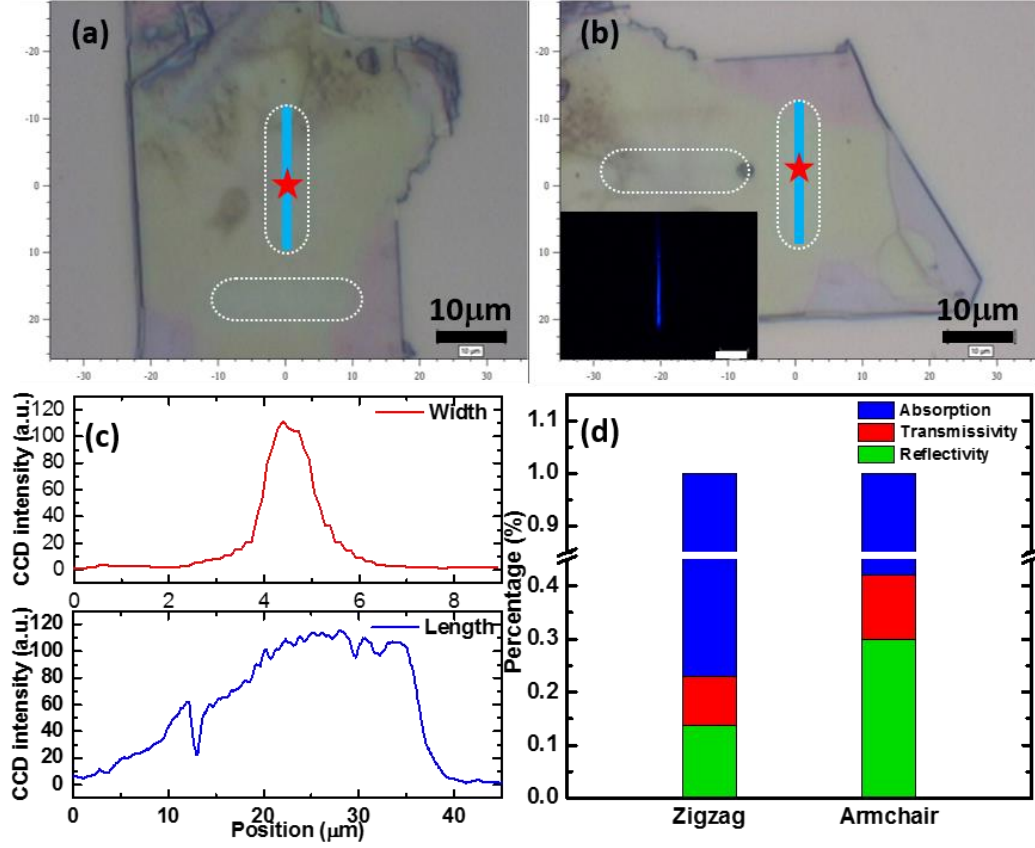 (a)
-20
-10
0
10
20
10μm
10 μm
-30
-20
-10
0
10
20
30
(b)
-20
-10
0
10
20
10μm
10 μm
-30
-20
-10
0
10
20
30
(c)
CCD intensity (a.u.)
120
100
80
60
40
20
0
Width
0
2
4
6
8
CCD intensity (a.u.)
120
100
80
60
40
20
0
Length
0
10
20
30
40
Position (μm)
(d)
Percentage (%)
1.1
1.0
0.9
0.4
0.3
0.2
0.1
0.0
Absorption
Transmissivity
Reflectivity
Zigzag
Armchair